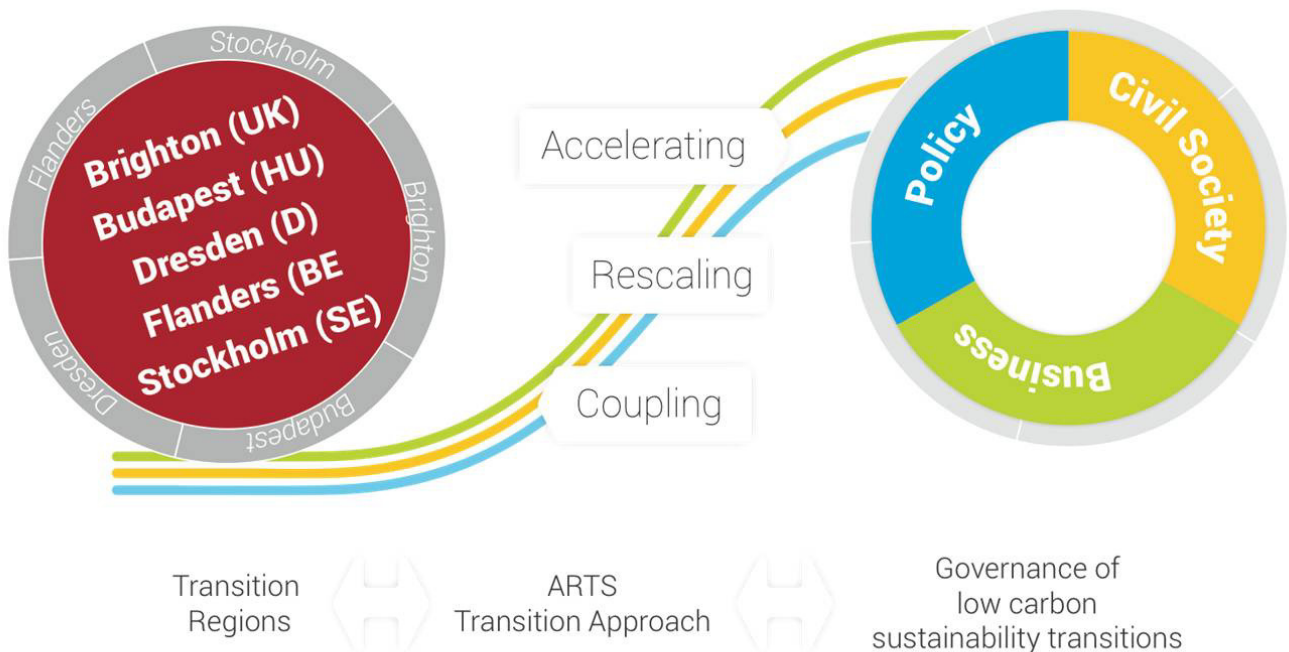 Stockholm
Flanders
Brighton
Dresden
Budapest
Brighton (UK)
Budapest (HU)
Dresden (D)
Flanders (BE
Stockholm (SE)
Accelerating
Rescaling
Coupling
Policy
Civil Society
Business
Transition
Regions
ARTS
Transition Approach
Governance of
low carbon
sustainability transitions